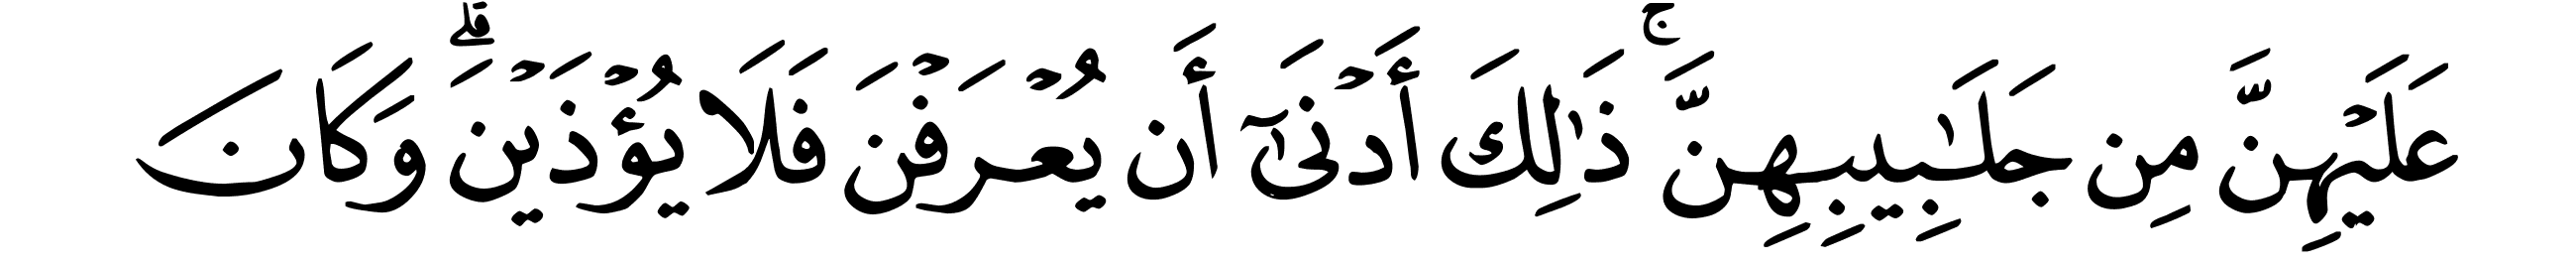 عَلَيۡهِنَّ مِن جَلَٰبِيبِهِنَّۚ ذَٰلِكَ أَدۡنَىٰٓ أَن يُعۡرَفۡنَ فَلَا يُؤۡذَيۡنَۗ وَكَانَ